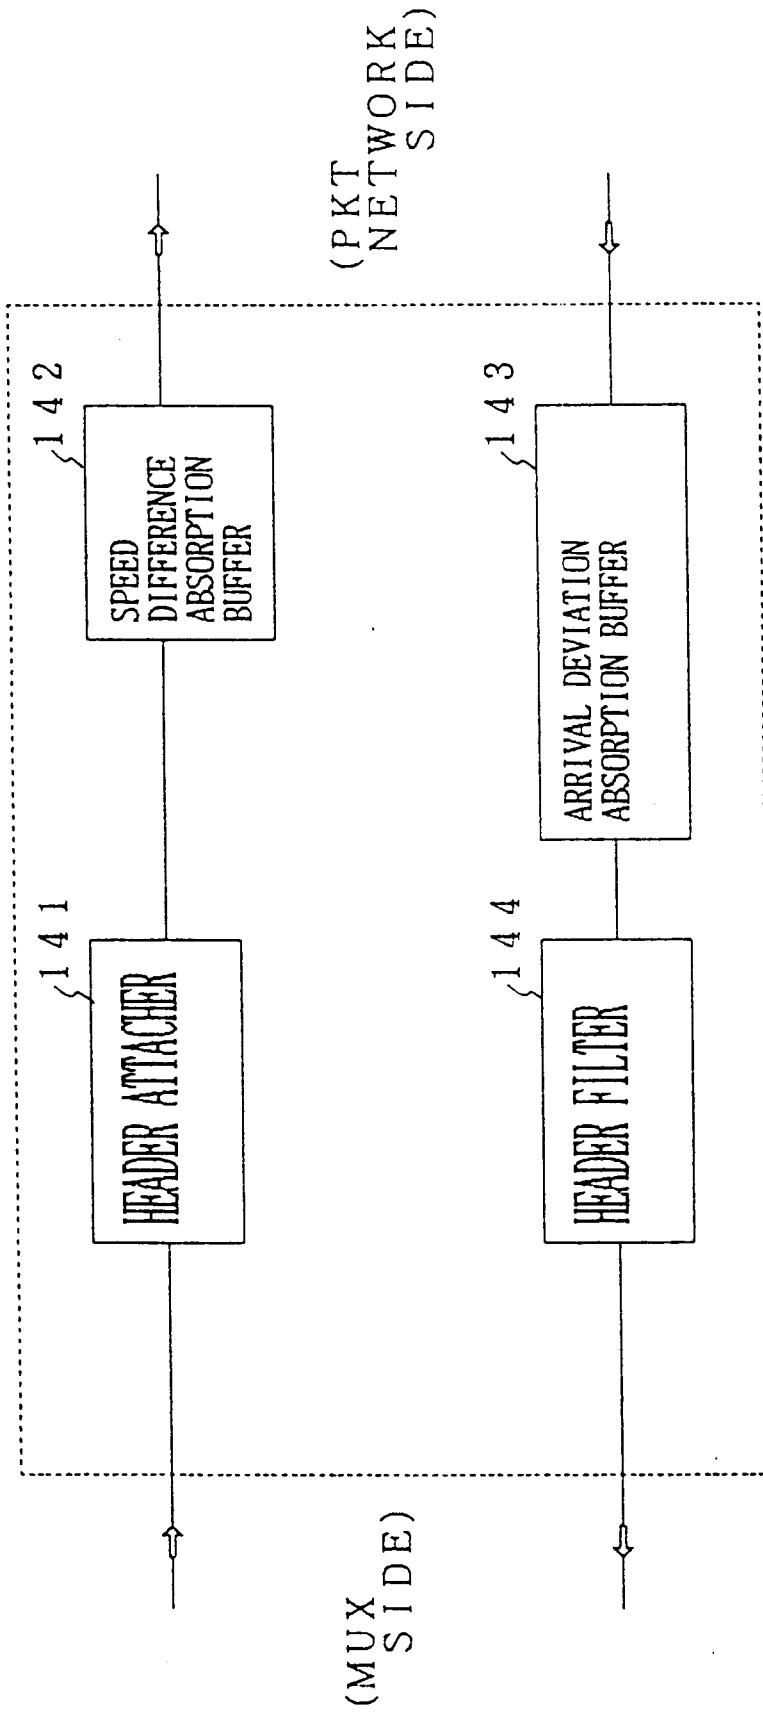 (MUX
SIDE)
141
HEADER ATTACHER
142
SPEED
DIFFERENCE
ABSORPTION
BUFFER
(PKT
NETWORK
SIDE)
144
HEADER FILTER
143
ARRIVAL DEVIATION
ABSORPTION BUFFER